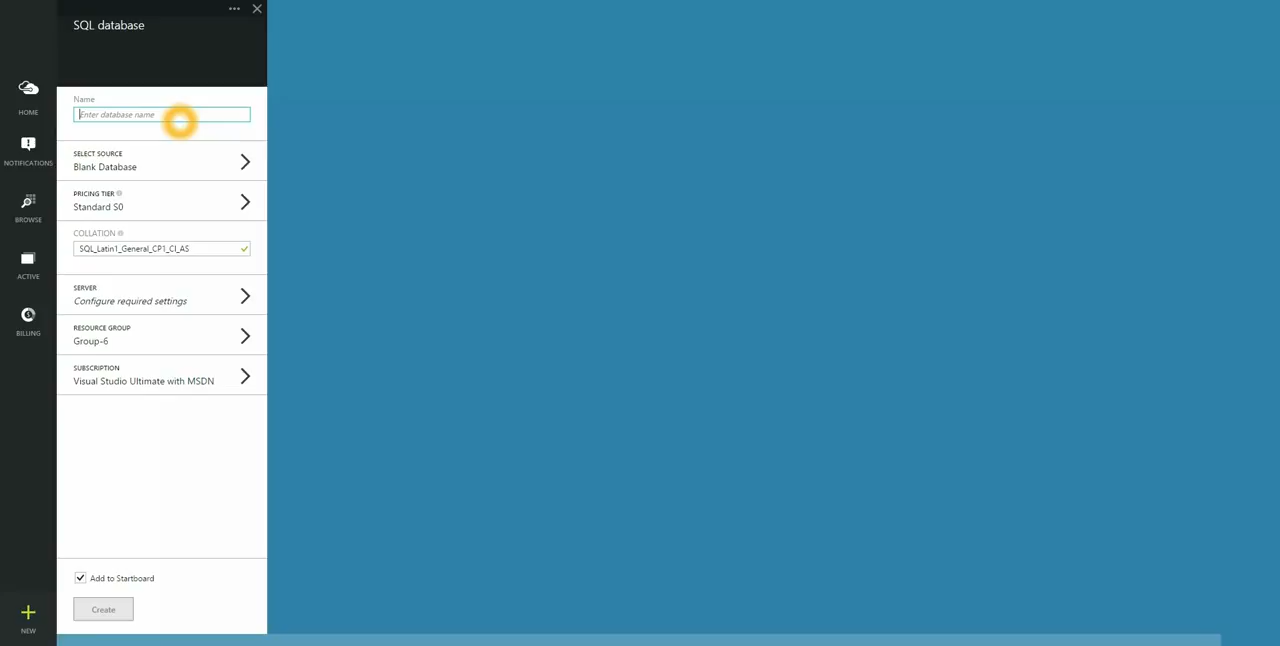 SQL database
HOME
NOTIFICATIONS
BROWSE
ACTIVE
BILLING
NEW
Name
Enter database name
SELECT SOURCE
Blank Database
PRICING TIER
Standard S0
COLLATION
SQL_Latin1_General_CP1_CI_AS
SERVER
Configure required settings
RESOURCE GROUP
Group-6
SUBSCRIPTION
Visual Studio Ultimate with MSDN
Add to Startboard
Create